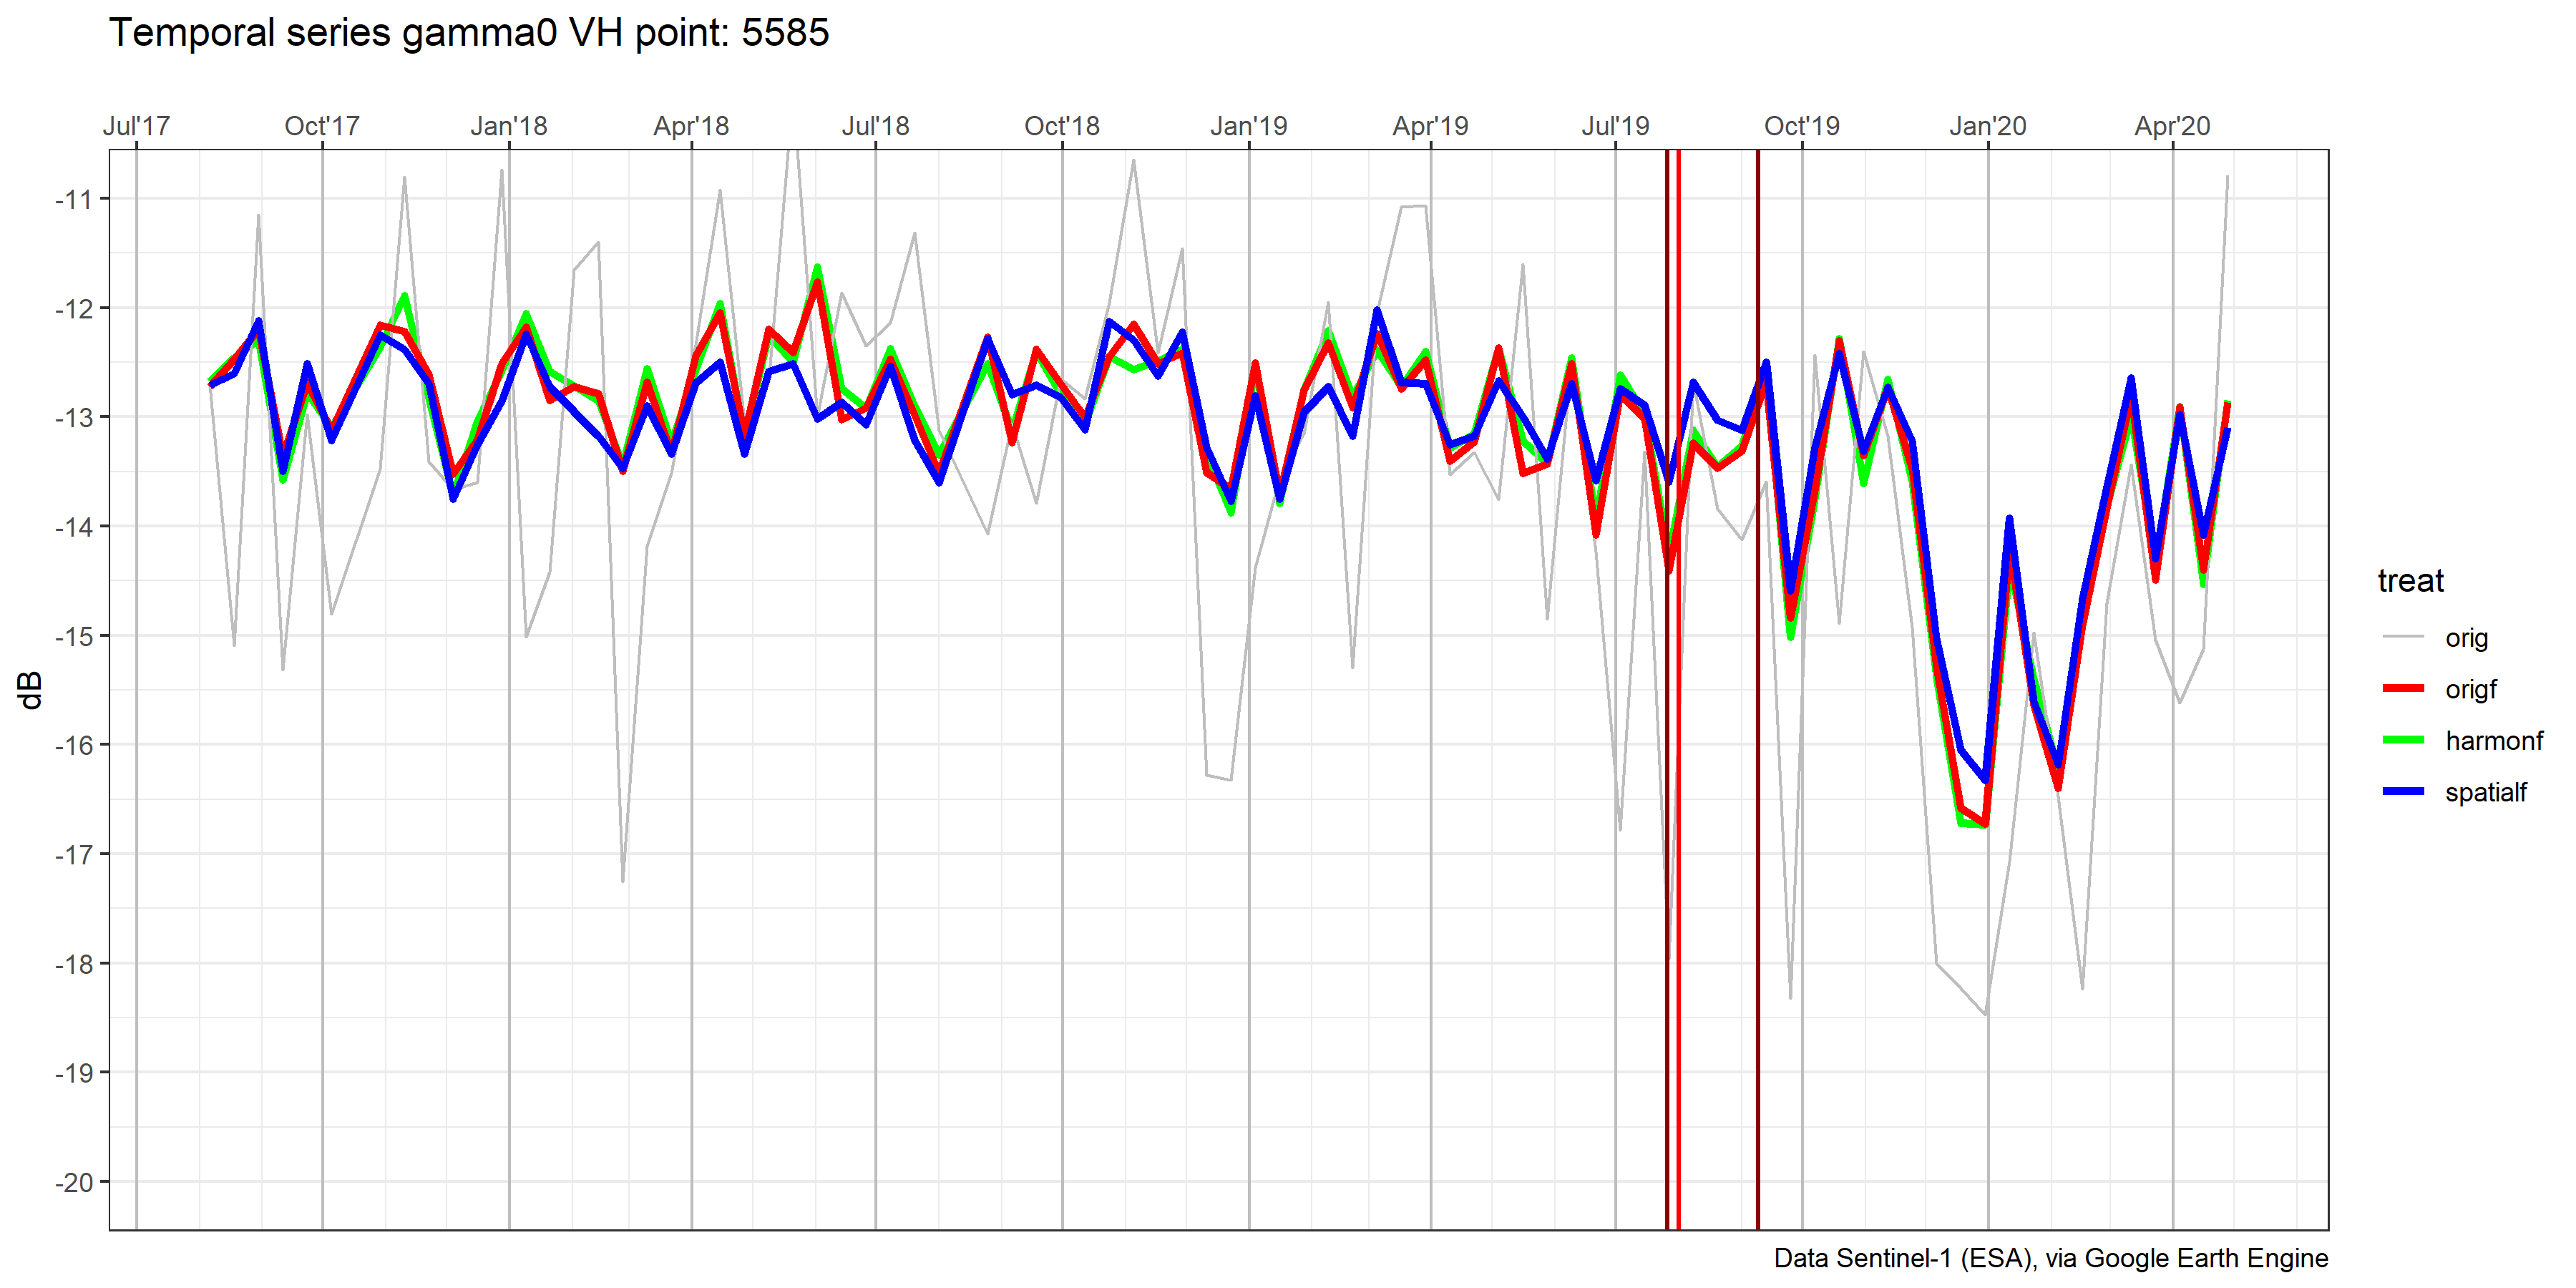 Temporal series gamma0 VH point: 5585
Jul'17 Oct'17 Jan'18 Apr'18 Jul'18 Oct'18 Jan'19 Apr'19 Jul'19 Oct'19 Jan'20 Apr'20
-11
-12
-13
-14
-15
-16
-17
-18
-19
-20
dB
treat
orig
origf
harmonf
spatialf
Data Sentinel-1 (ESA), via Google Earth Engine